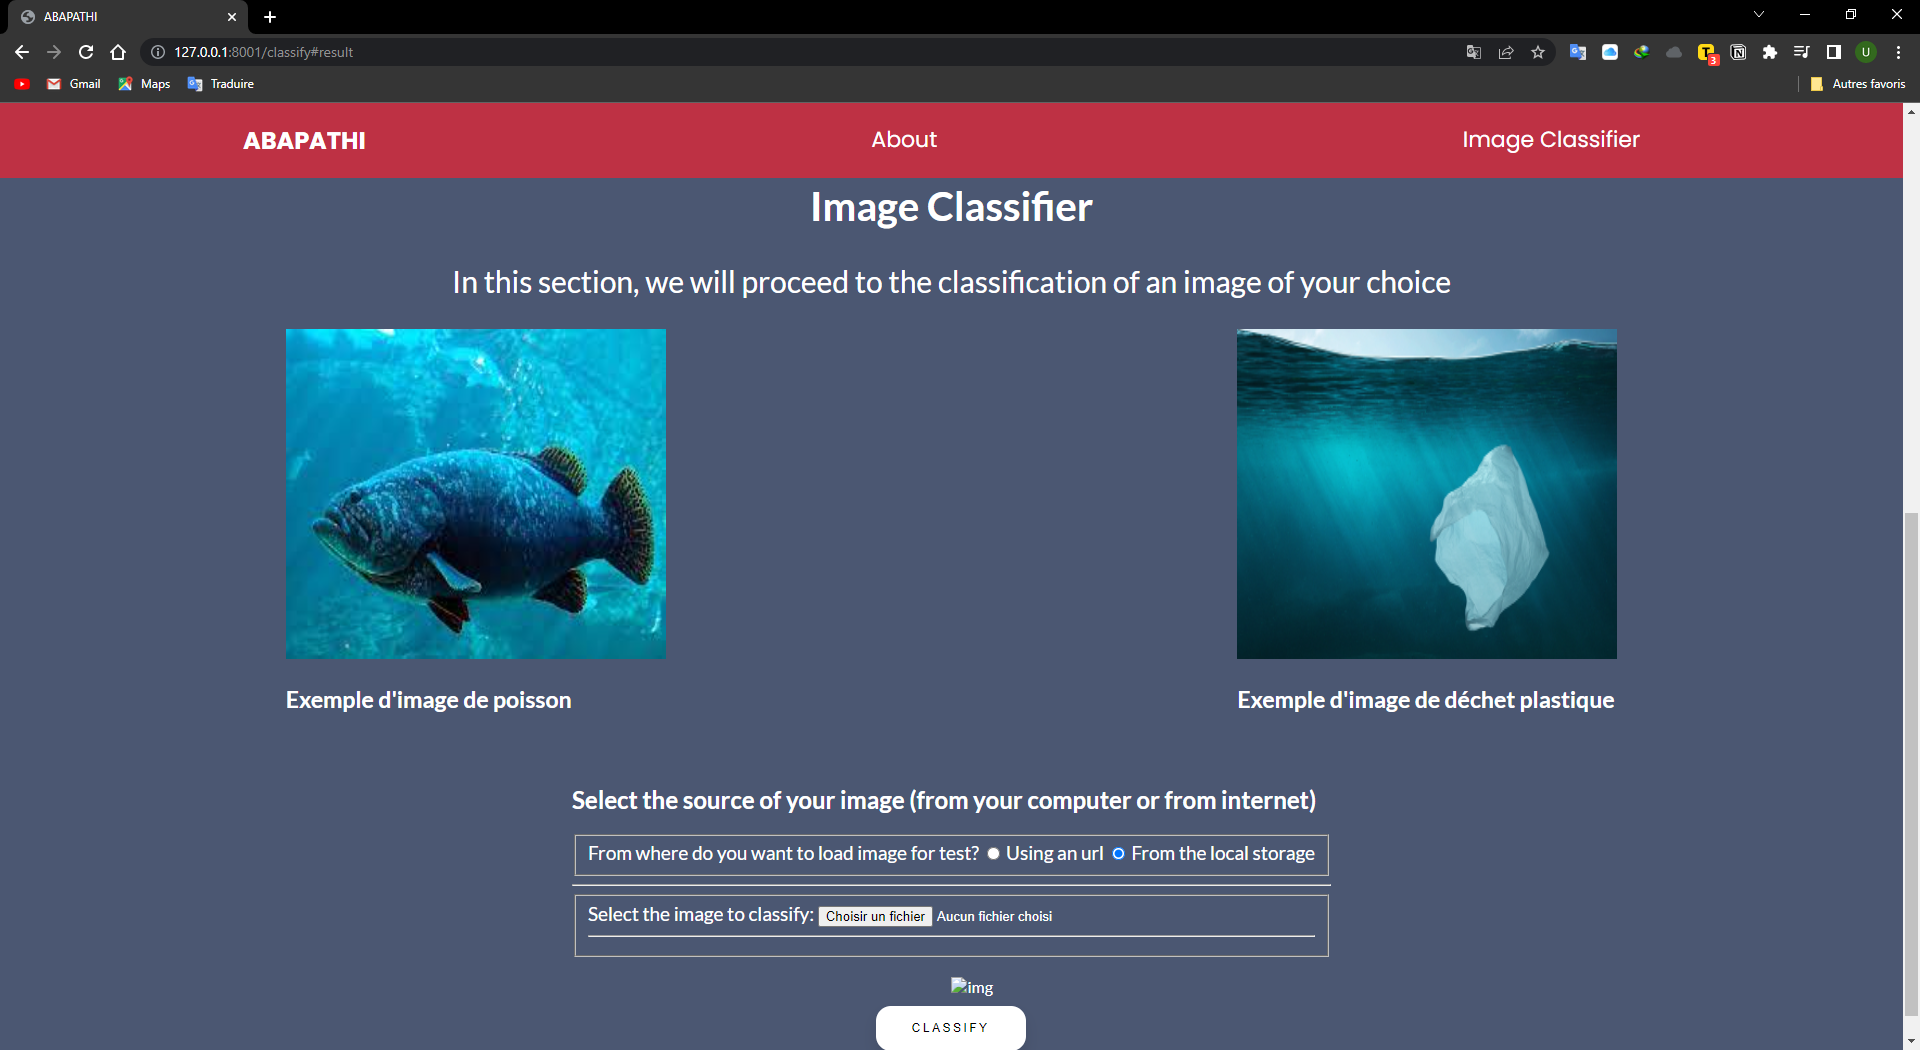 ABAPATHI
127.0.0.1:8001/classify#result
3
U
Gmail
Maps
Traduire
Autres favoris
ABAPATHI
About
Image Classifier
Image Classifier
In this section, we will proceed to the classification of an image of your choice
Exemple d'image de poisson
Exemple d'image de déchet plastique
Select the source of your image (from your computer or from internet)
From where do you want to load image for test? Using an url From the local storage
Select the image to classify: Choisir un fichier Aucun fichier choisi
img
CLASSIFY